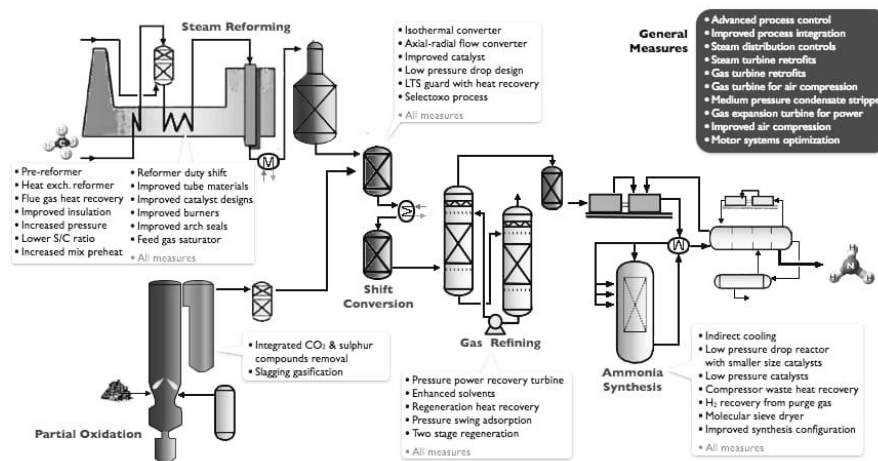 Steam Reforming
• Isothermal converter
• Axial-radial flow converter
• Improved catalyst
• Low pressure drop design
• LTS guard with heat recovery
• Selectoxo process
• All measures
General
Measures
• Advanced process control
• Improved process integration
• Steam distribution controls
• Steam turbine retrofits
• Gas turbine retrofits
• Gas turbine for air compression
• Medium pressure condensate strippe
• Gas expansion turbine for power
• Improved air compression
• Motor systems optimization
H
C
H
H
• Pre-reformer
• Heat exch. reformer
• Flue gas heat recovery
• Improved insulation
• Increased pressure
• Lower S/C ratio
• Increased mix preheat
• Reformer duty shift
• Improved tube materials
• Improved catalyst designs
• Improved burners
• Improved arch seals
• Feed gas saturator
• All measures
Shift
Conversion
Gas Refining
H
N
H
H
Ammonia
Synthesis
• Integrated CO₂ & sulphur
compounds removal
• Slagging gasification
Partial Oxidation
• Pressure power recovery turbine
• Enhanced solvents
• Regeneration heat recovery
• Pressure swing adsorption
• Two stage regeneration
• All measures
• Indirect cooling
• Low pressure drop reactor
with smaller size catalysts
• Low pressure catalysts
• Compressor waste heat recovery
• H₂ recovery from purge gas
• Molecular sieve dryer
• Improved synthesis configuration
• All measures